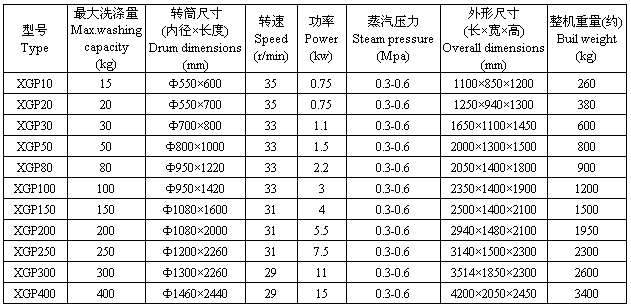 型号 Type 最大洗涤量 Max.washing capacity (kg) 转筒尺寸 (内径×长度) Drum dimensions (mm) 转速 Speed (r/min) 功率 Power (kw) 蒸汽压力 Steam pressure (Mpa) 外形尺寸 (长×宽×高) Overall dimensions (mm) 整机重量(约) Buil weight (kg)
XGP10 15 Φ550×600 35 0.75 0.3-0.6 1100×850×1200 260
XGP20 20 Φ550×700 35 0.75 0.3-0.6 1250×940×1300 380
XGP30 30 Φ700×800 33 1.1 0.3-0.6 1650×1100×1450 600
XGP50 50 Φ800×1000 33 1.5 0.3-0.6 2000×1300×1500 800
XGP80 80 Φ950×1220 33 2.2 0.3-0.6 2050×1400×1800 900
XGP100 100 Φ950×1420 33 3 0.3-0.6 2350×1400×1900 1200
XGP150 150 Φ1080×1600 31 4 0.3-0.6 2500×1400×2100 1500
XGP200 200 Φ1080×2000 31 5.5 0.3-0.6 2940×1480×2100 1950
XGP250 250 Φ1200×2260 31 7.5 0.3-0.6 3140×1500×2300 2300
XGP300 300 Φ1300×2260 29 11 0.3-0.6 3514×1850×2300 2600
XGP400 400 Φ1460×2440 29 15 0.3-0.6 4200×2050×2450 3400